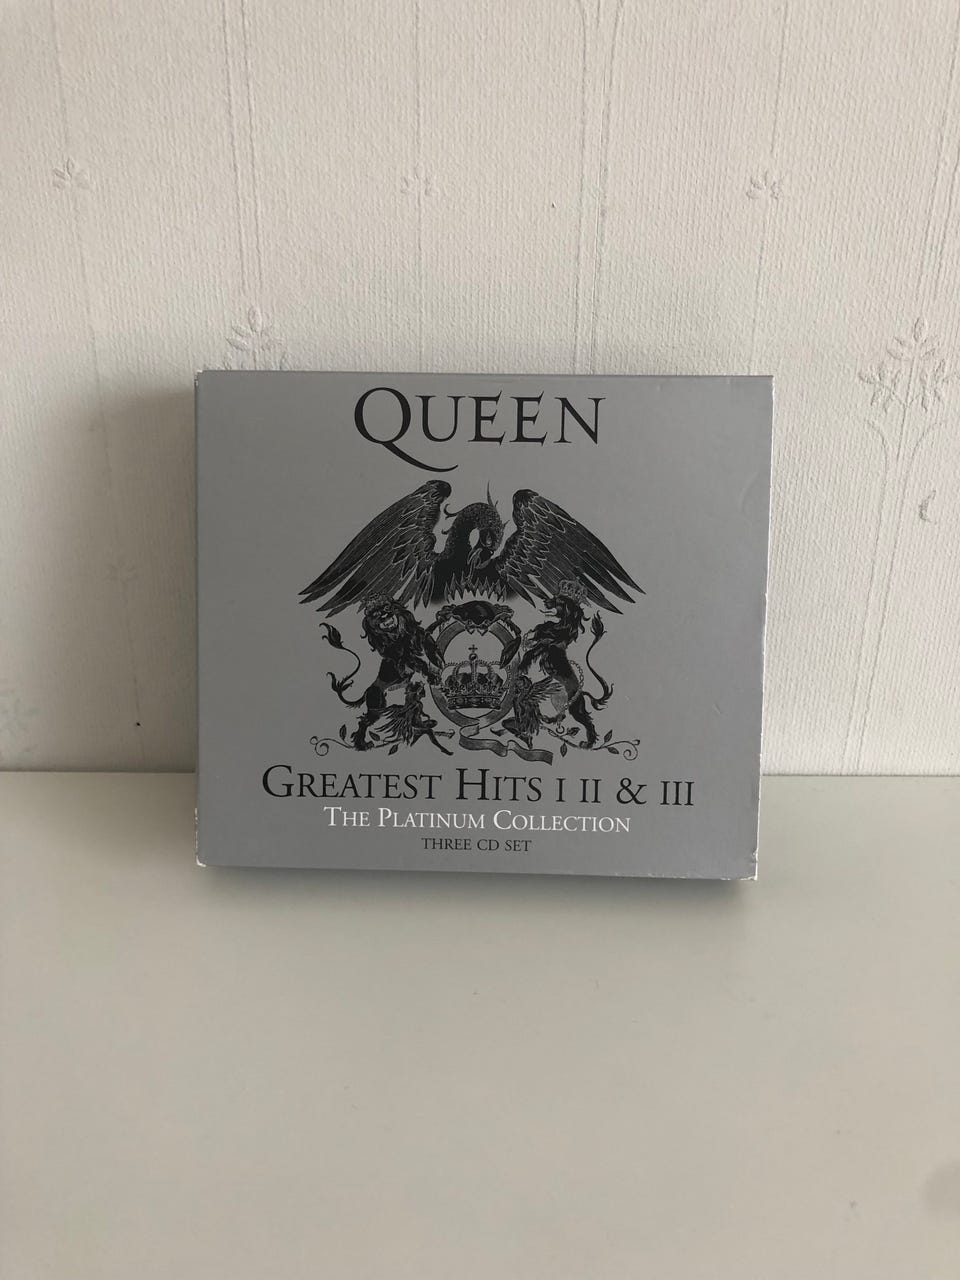 QUEEN
GREATEST HITS I II & III
THE PLATINUM COLLECTION
THREE CD SET